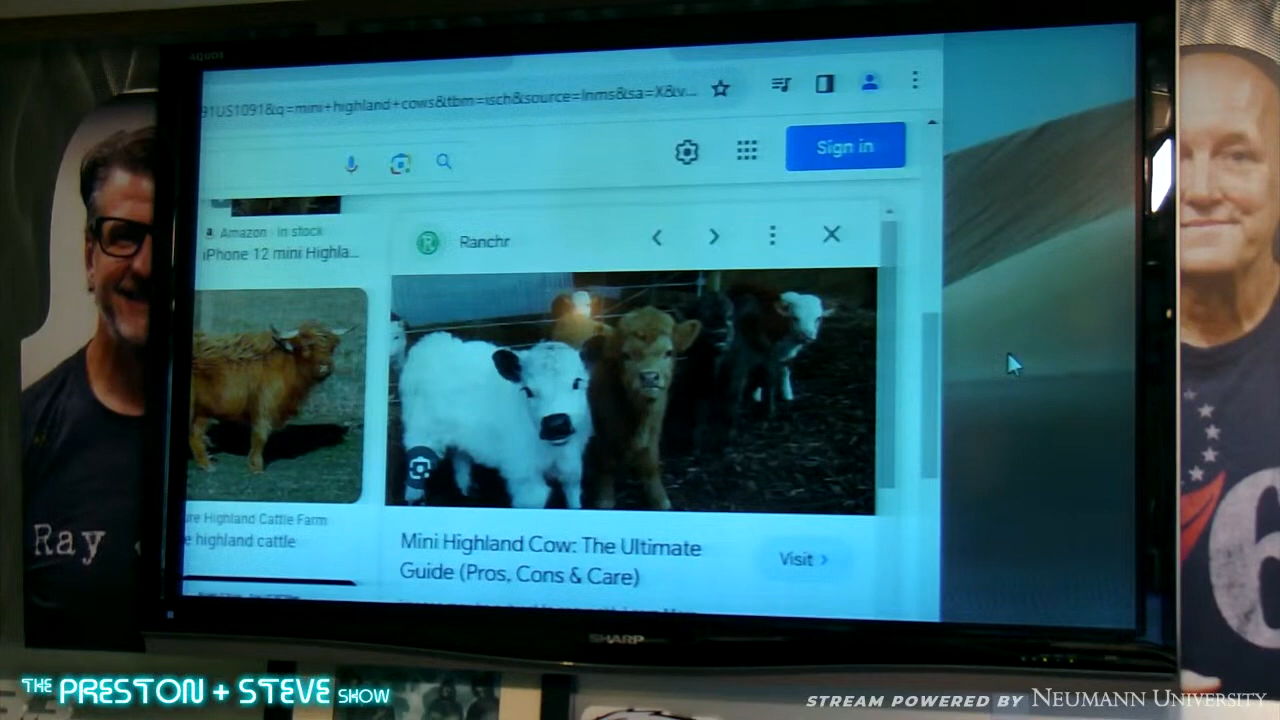 AQUOS
91US1091&q=mini+highland+cows&tbm=isch&source=lnms&sa=X&v...
Sign in
Amazon · In stock
iPhone 12 mini Highla...
Ranchr
ure Highland Cattle Farm
e highland cattle
Mini Highland Cow: The Ultimate
Guide (Pros, Cons & Care)
Visit
Ray
6
SHARP
THE PRESTON + STEVE SHOW
STREAM POWERED BY NEUMANN UNIVERSITY